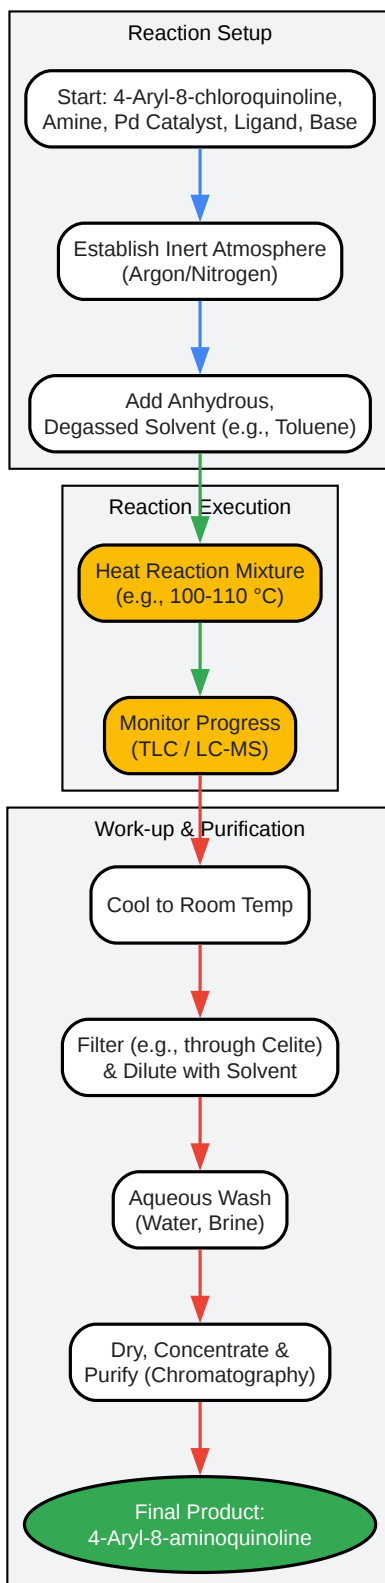 Reaction Setup
Start: 4-Aryl-8-chloroquinoline,
Amine, Pd Catalyst, Ligand, Base
Establish Inert Atmosphere
(Argon/Nitrogen)
Add Anhydrous,
Degassed Solvent (e.g., Toluene)
Reaction Execution
Heat Reaction Mixture
(e.g., 100-110 °C)
Monitor Progress
(TLC / LC-MS)
Work-up & Purification
Cool to Room Temp
Filter (e.g., through Celite)
& Dilute with Solvent
Aqueous Wash
(Water, Brine)
Dry, Concentrate &
Purify (Chromatography)
Final Product:
4-Aryl-8-aminoquinoline